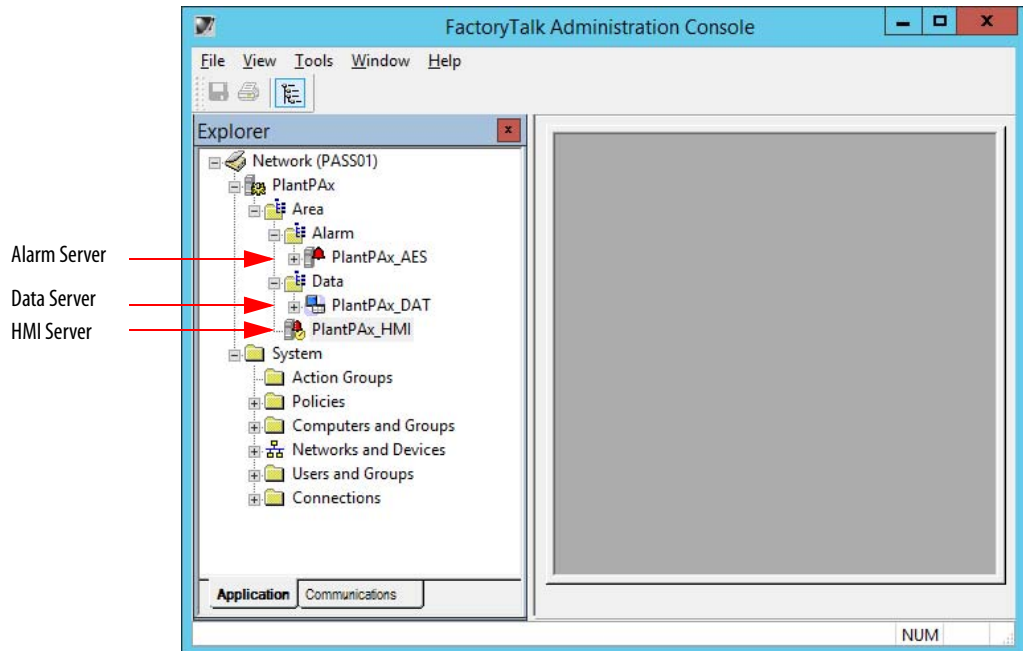 FactoryTalk Administration Console
File View Tools Window Help
Explorer
Network (PASS01)
PlantPAx
Area
Alarm
Alarm Server
PlantPAx_AES
Data
Data Server
PlantPAx_DAT
HMI Server
PlantPAx_HMI
System
Action Groups
Policies
Computers and Groups
Networks and Devices
Users and Groups
Connections
Application Communications
NUM